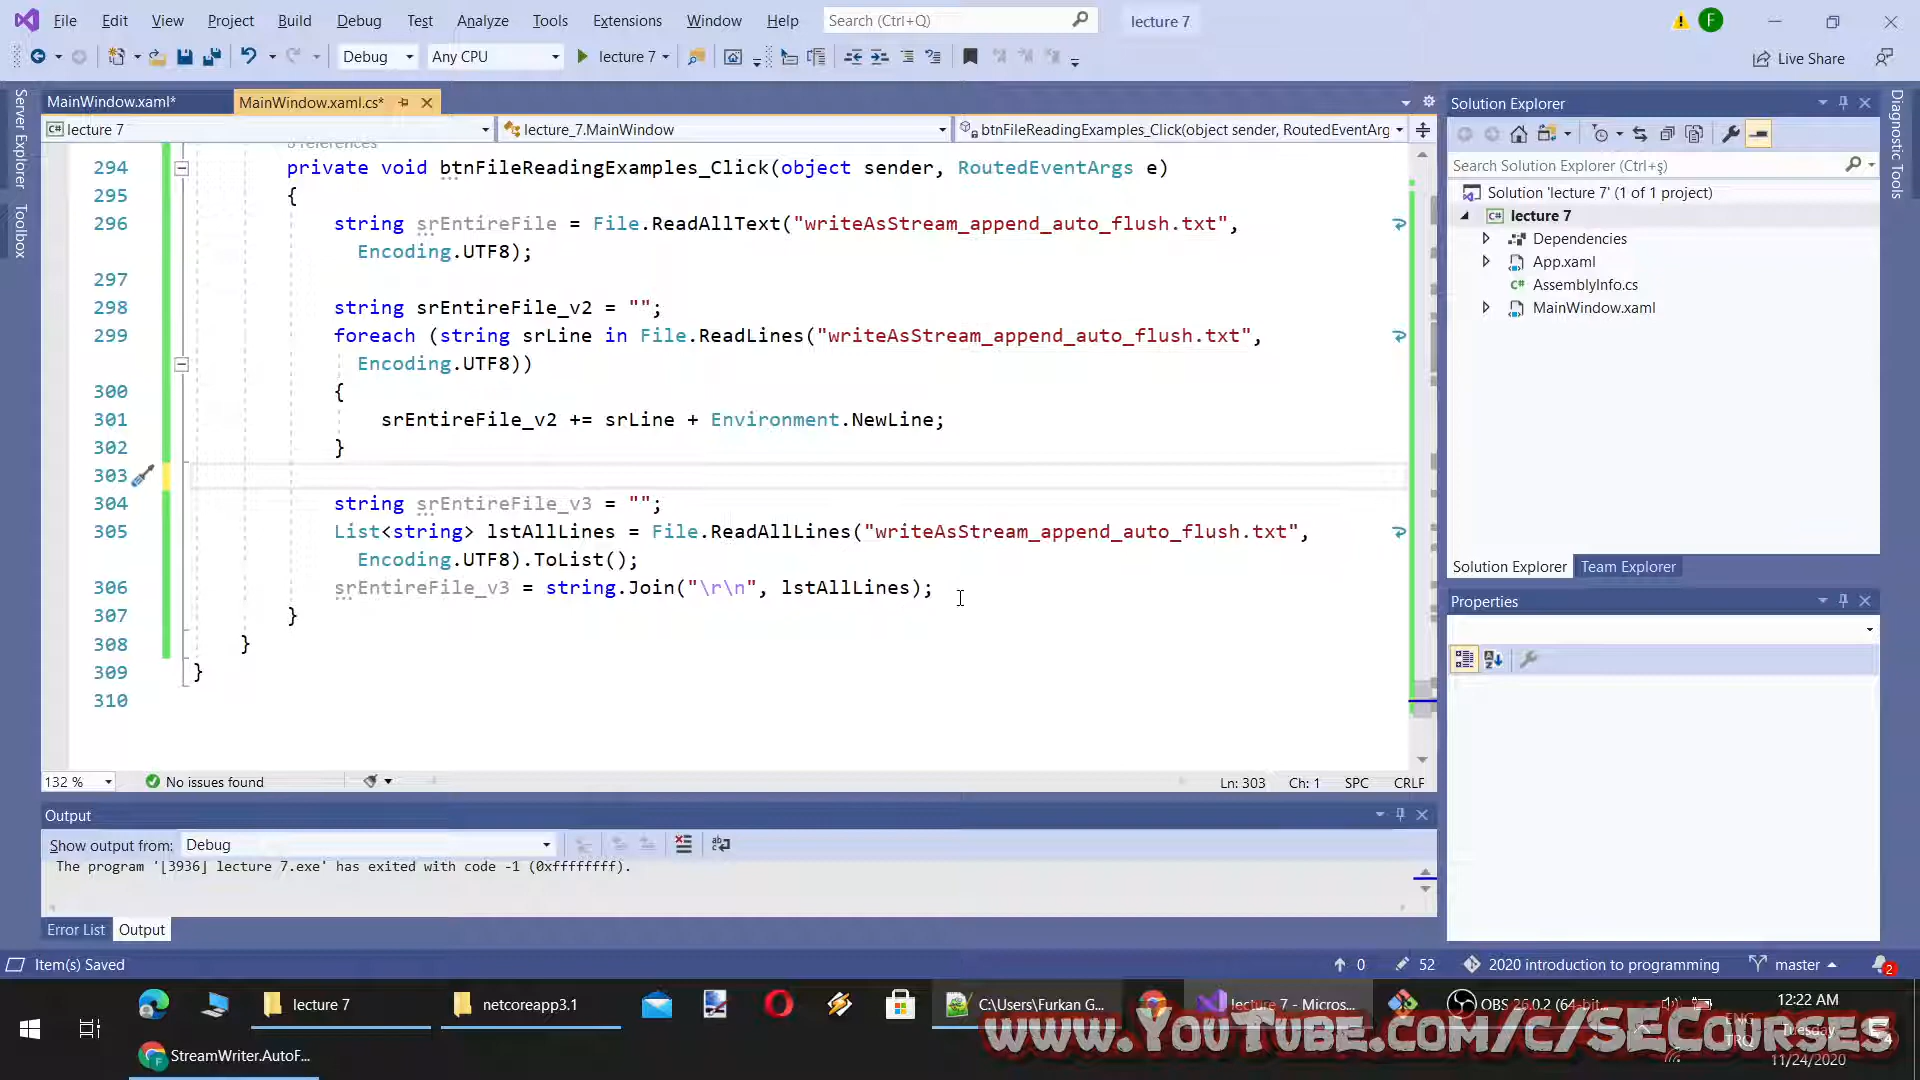 File Edit View Project Build Debug Test Analyze Tools Extensions Window Help Search (Ctrl+Q) lecture 7 F
Debug Any CPU lecture 7 Live Share
Server Explorer
Toolbox
MainWindow.xaml* MainWindow.xaml.cs*
C# lecture 7 lecture_7.MainWindow btnFileReadingExamples_Click(object sender, RoutedEventArg
294 private void btnFileReadingExamples_Click(object sender, RoutedEventArgs e)
295 {
296 string srEntireFile = File.ReadAllText("writeAsStream_append_auto_flush.txt",
Encoding.UTF8);
297
298 string srEntireFile_v2 = "";
299 foreach (string srLine in File.ReadLines("writeAsStream_append_auto_flush.txt",
Encoding.UTF8))
300 {
301 srEntireFile_v2 += srLine + Environment.NewLine;
302 }
303
304 string srEntireFile_v3 = "";
305 List<string> lstAllLines = File.ReadAllLines("writeAsStream_append_auto_flush.txt",
Encoding.UTF8).ToList();
306 srEntireFile_v3 = string.Join("\r\n", lstAllLines);
307 }
308 }
309 }
310
132 % No issues found Ln: 303 Ch: 1 SPC CRLF
Output
Show output from: Debug
The program '[3936] lecture 7.exe' has exited with code -1 (0xffffffff).
Error List Output
Solution Explorer
Search Solution Explorer (Ctrl+ş)
Solution 'lecture 7' (1 of 1 project)
C# lecture 7
Dependencies
App.xaml
C# AssemblyInfo.cs
MainWindow.xaml
Solution Explorer Team Explorer
Properties
Diagnostic Tools
Item(s) Saved 0 52 2020 introduction to programming master 2
lecture 7 netcoreapp3.1 C:\Users\Furkan G... lecture 7 - Micros... OBS 26.0.2 (64-bit... 12:22 AM
ENG Tuesday
TRQ 11/24/2020
StreamWriter.AutoF...
www.YouTube.com/c/SECourses